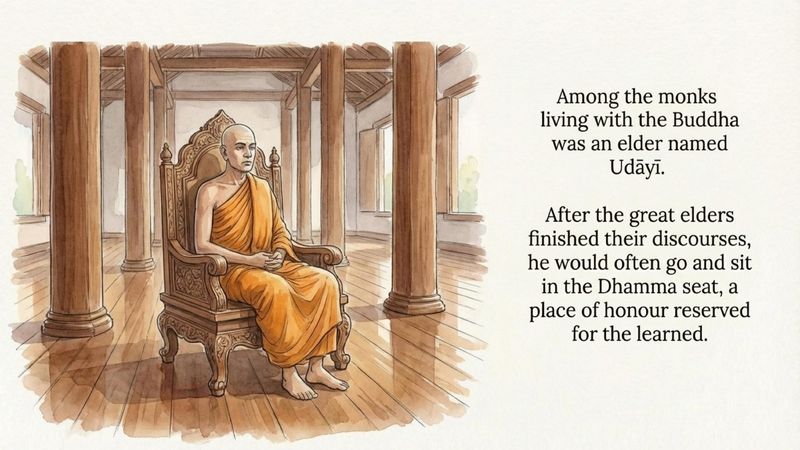 Among the monks
living with the Buddha
was an elder named
Udāyī.
After the great elders
finished their discourses,
he would often go and sit
in the Dhamma seat, a
place of honour reserved
for the learned.